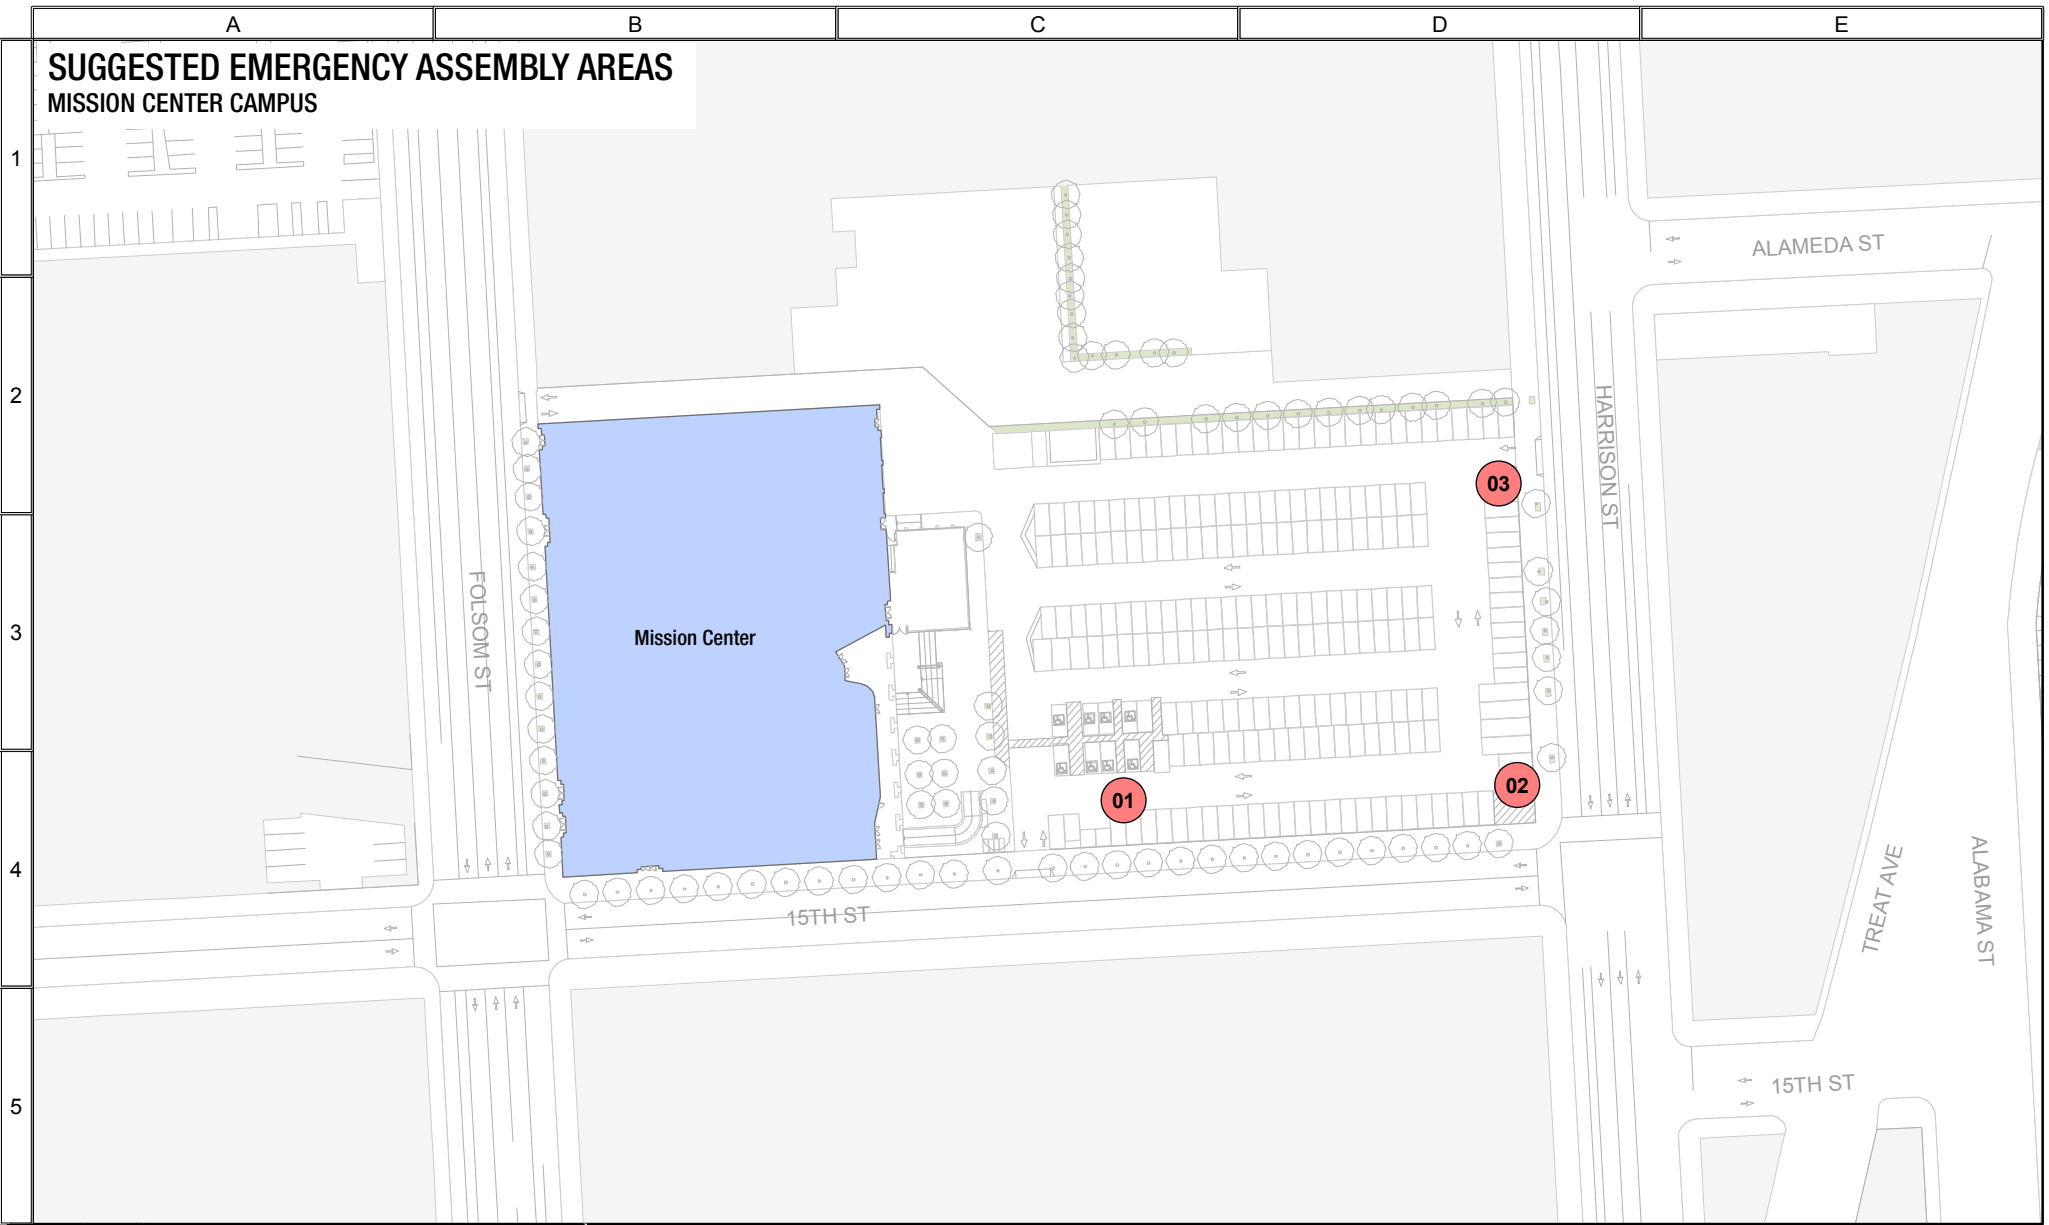 A B C D E
SUGGESTED EMERGENCY ASSEMBLY AREAS
MISSION CENTER CAMPUS
1
ALAMEDA ST
2
HARRISON ST
03
3
FOLSOM ST
Mission Center
02
01
4
TREAT AVE
ALABAMA ST
15TH ST
5
15TH ST